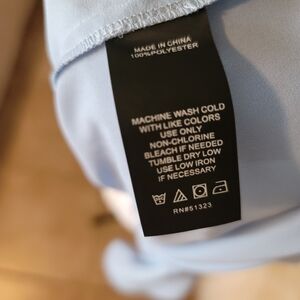 MADE IN CHINA
100%POLYESTER
MACHINE WASH COLD
WITH LIKE COLORS
USE ONLY
NON-CHLORINE
BLEACH IF NEEDED
TUMBLE DRY LOW
USE LOW IRON
IF NECESSARY
RN#51323